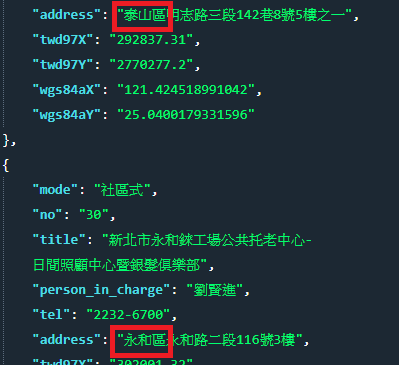 "address": "泰山區明志路三段142巷8號5樓之一",
"twd97X": "292837.31",
"twd97Y": "2770277.2",
"wgs84aX": "121.424518991042",
"wgs84aY": "25.0400179331596"
},
{
"mode": "社區式",
"no": "30",
"title": "新北市永和錸工場公共托老中心-
日間照顧中心暨銀髮俱樂部",
"person_in_charge": "劉賢進",
"tel": "2232-6700",
"address": "永和區永和路二段116號3樓",
"twd97X": "302001.32"